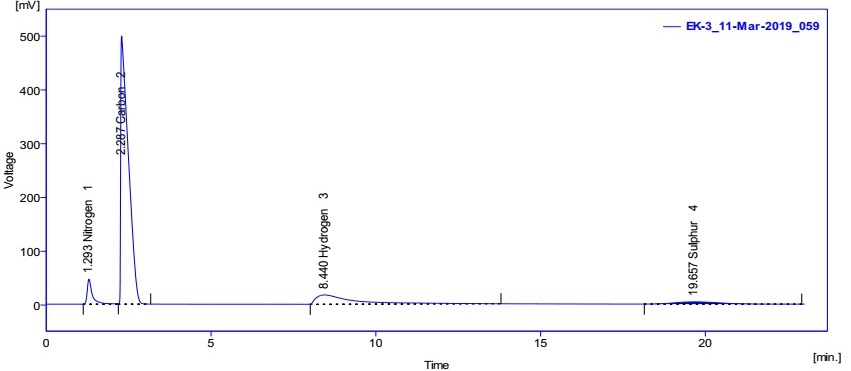 [mV]
EK-3_11-Mar-2019_059
500
400
300
200
100
0
Voltage
1.293 Nitrogen 1
2.287 Carbon 2
8.440 Hydrogen 3
19.657 Sulphur 4
0 5 10 15 20
Time
[min.]